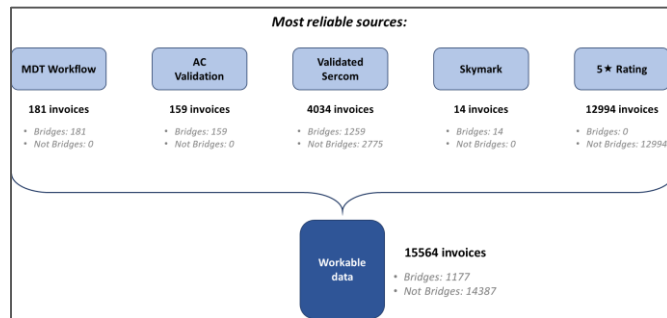 Most reliable sources:
MDT Workflow
AC
Validation
Validated
Sercom
Skymark
5★ Rating
181 invoices
159 invoices
4034 invoices
14 invoices
12994 invoices
• Bridges: 181
• Not Bridges: 0
• Bridges: 159
• Not Bridges: 0
• Bridges: 1259
• Not Bridges: 2775
• Bridges: 14
• Not Bridges: 0
• Bridges: 0
• Not Bridges: 12994
Workable
data
15564 invoices
• Bridges: 1177
• Not Bridges: 14387